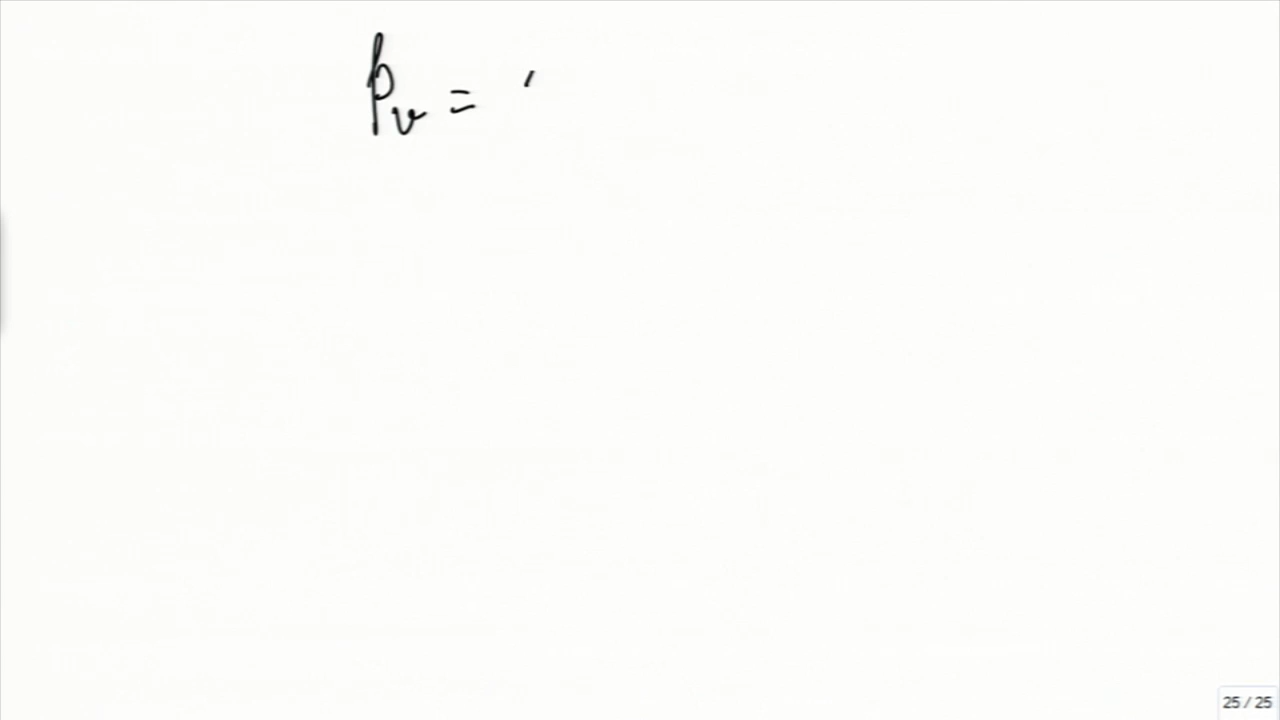 p_v = '
25 / 25